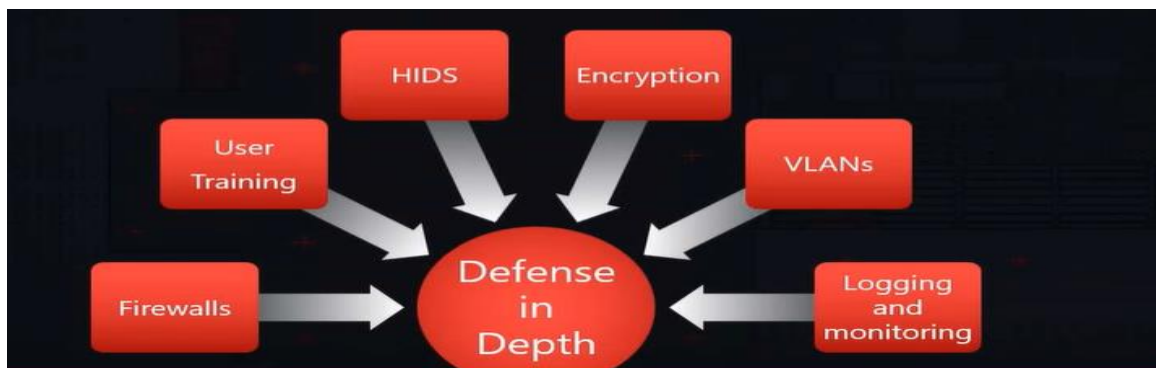 HIDS
Encryption
User
Training
VLANs
Firewalls
Defense
in
Depth
Logging
and
monitoring